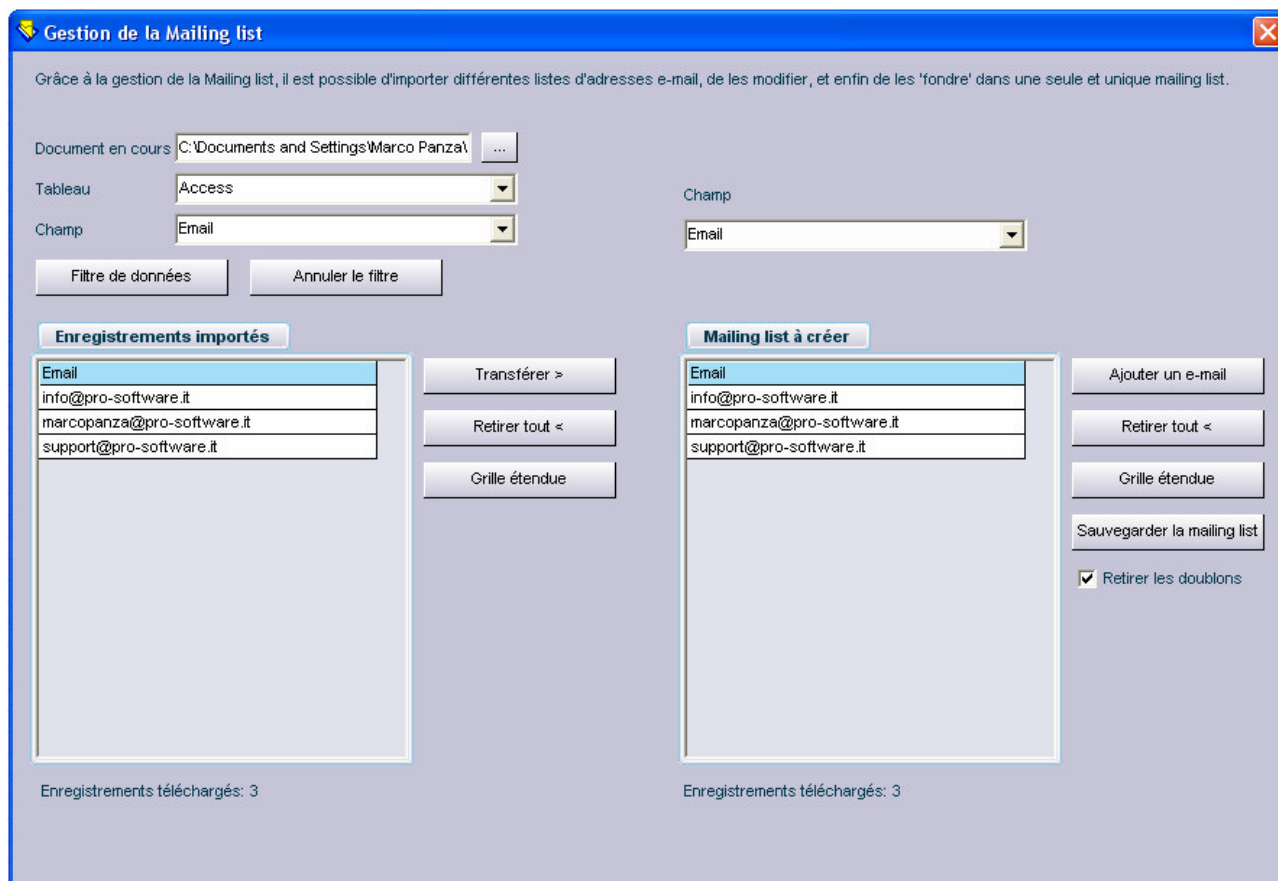 Gestion de la Mailing list
Grâce à la gestion de la Mailing list, il est possible d'importer différentes listes d'adresses e-mail, de les modifier, et enfin de les 'fondre' dans une seule et unique mailing list.
Document en cours C:\Documents and Settings\Marco Panza\ ...
Tableau Access
Champ
Champ Email
Email
Filtre de données Annuler le filtre
Enregistrements importés Mailing list à créer
Email Transférer > Email Ajouter un e-mail
info@pro-software.it info@pro-software.it
marcopanza@pro-software.it Retirer tout < marcopanza@pro-software.it Retirer tout <
support@pro-software.it support@pro-software.it
Grille étendue Grille étendue
Sauvegarder la mailing list
Retirer les doublons
Enregistrements téléchargés: 3 Enregistrements téléchargés: 3